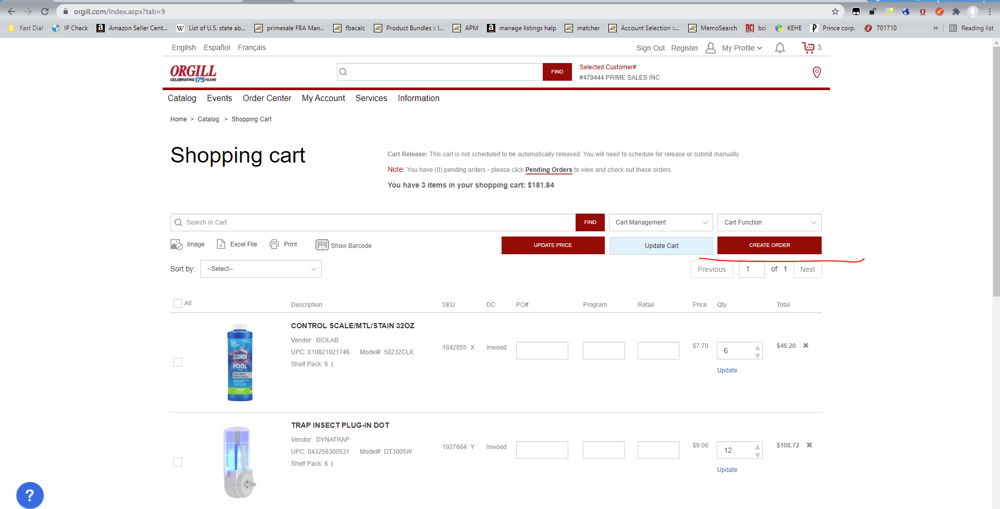 orgill.com/Index.aspx?tab=9
Fast Dial IP Check Amazon Seller Cent... List of U.S. state ab... primesale FBA Man... fbacalc Product Bundles :: I... APM manage listings halp matcher Account Selection ::... MemoSearch bci KEHE Prince corp. 701710 » Reading list
English Español Français Sign Out Register My Profile 3
ORGILL
CELEBRATING 175 YEARS
FIND
Selected Customer#
#479444 PRIME SALES INC
Catalog Events Order Center My Account Services Information
Home > Catalog > Shopping Cart
Shopping cart
Cart Release: This cart is not scheduled to be automatically released. You will need to schedule for release or submit manually.
Note: You have (0) pending orders - please click Pending Orders to view and check out these orders.
You have 3 items in your shopping cart: $181.84
Search In Cart FIND Cart Management Cart Function
Image Excel File Print Show Barcode UPDATE PRICE Update Cart CREATE ORDER
Sort by: --Select-- Previous 1 of 1 Next
All Description SKU DC PO# Program Retail Price Qty Total
CONTROL SCALE/MTL/STAIN 32OZ
Vendor: BIOLAB
UPC: 810821021746 Model#: 50232CLX
Shelf Pack: 6 |
1842855 X Inwood $7.70 6 $46.20 ✖
Update
CLOROX
POOL
TREAT
TRAP INSECT PLUG-IN DOT
Vendor: DYNATRAP
UPC: 043256300531 Model#: DT3005W
Shelf Pack: 6 |
1927664 Y Inwood $9.06 12 $108.72 ✖
Update
?